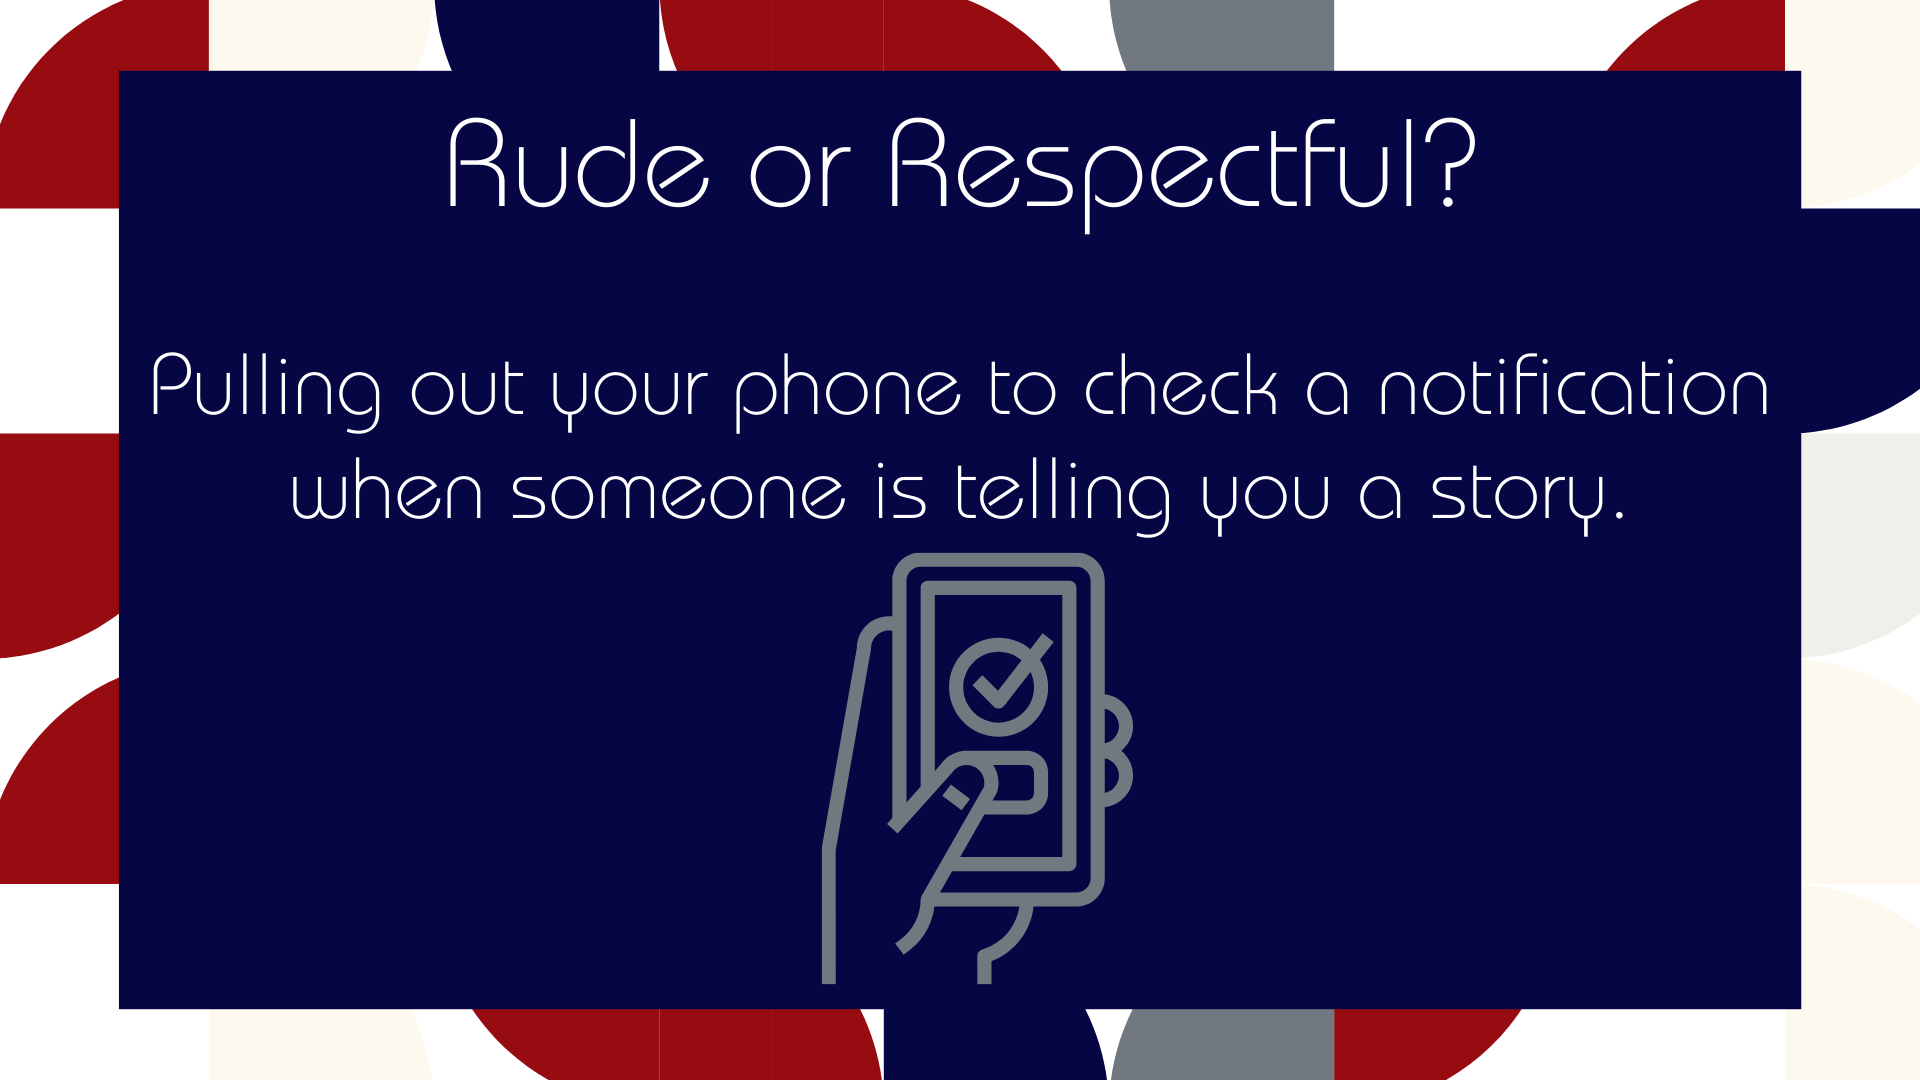 Rude or Respectful?
Pulling out your phone to check a notification
when someone is telling you a story.